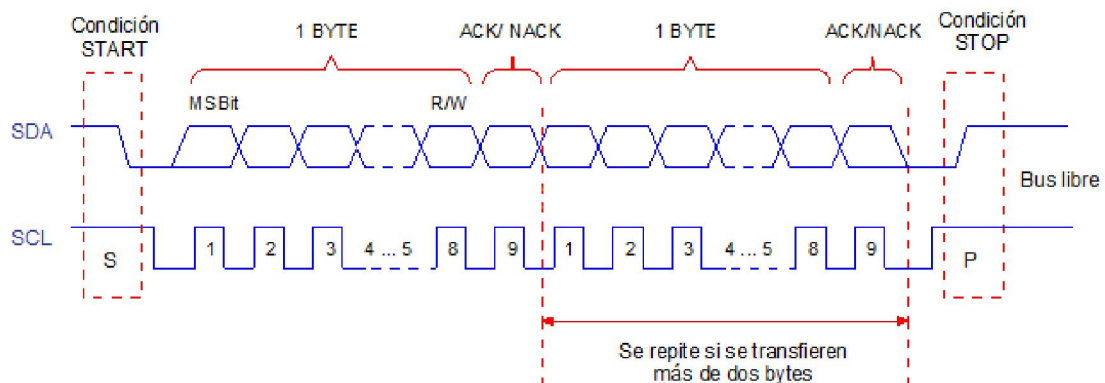 Condición
START
1 BYTE
ACK/ NACK
1 BYTE
ACK/NACK
Condición
STOP
MSBit
R/W
SDA
Bus libre
SCL
S
1
2
3
4 ... 5
8
9
1
2
3
4 ... 5
8
9
P
Se repite si se transfieren
más de dos bytes